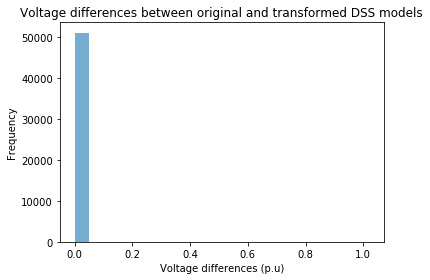 Voltage differences between original and transformed DSS models
50000
40000
30000
20000
10000
0
Frequency
0.0 0.2 0.4 0.6 0.8 1.0
Voltage differences (p.u)